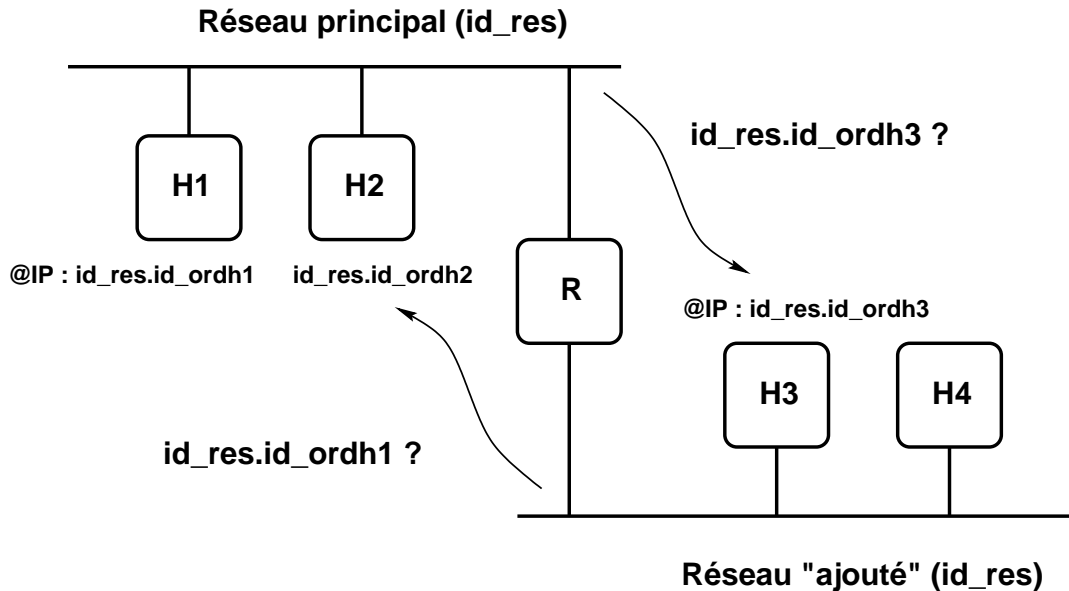 Réseau principal (id_res)
id_res.id_ordh3 ?
H1
H2
@IP : id_res.id_ordh1
id_res.id_ordh2
R
@IP : id_res.id_ordh3
H3
H4
id_res.id_ordh1 ?
Réseau "ajouté" (id_res)